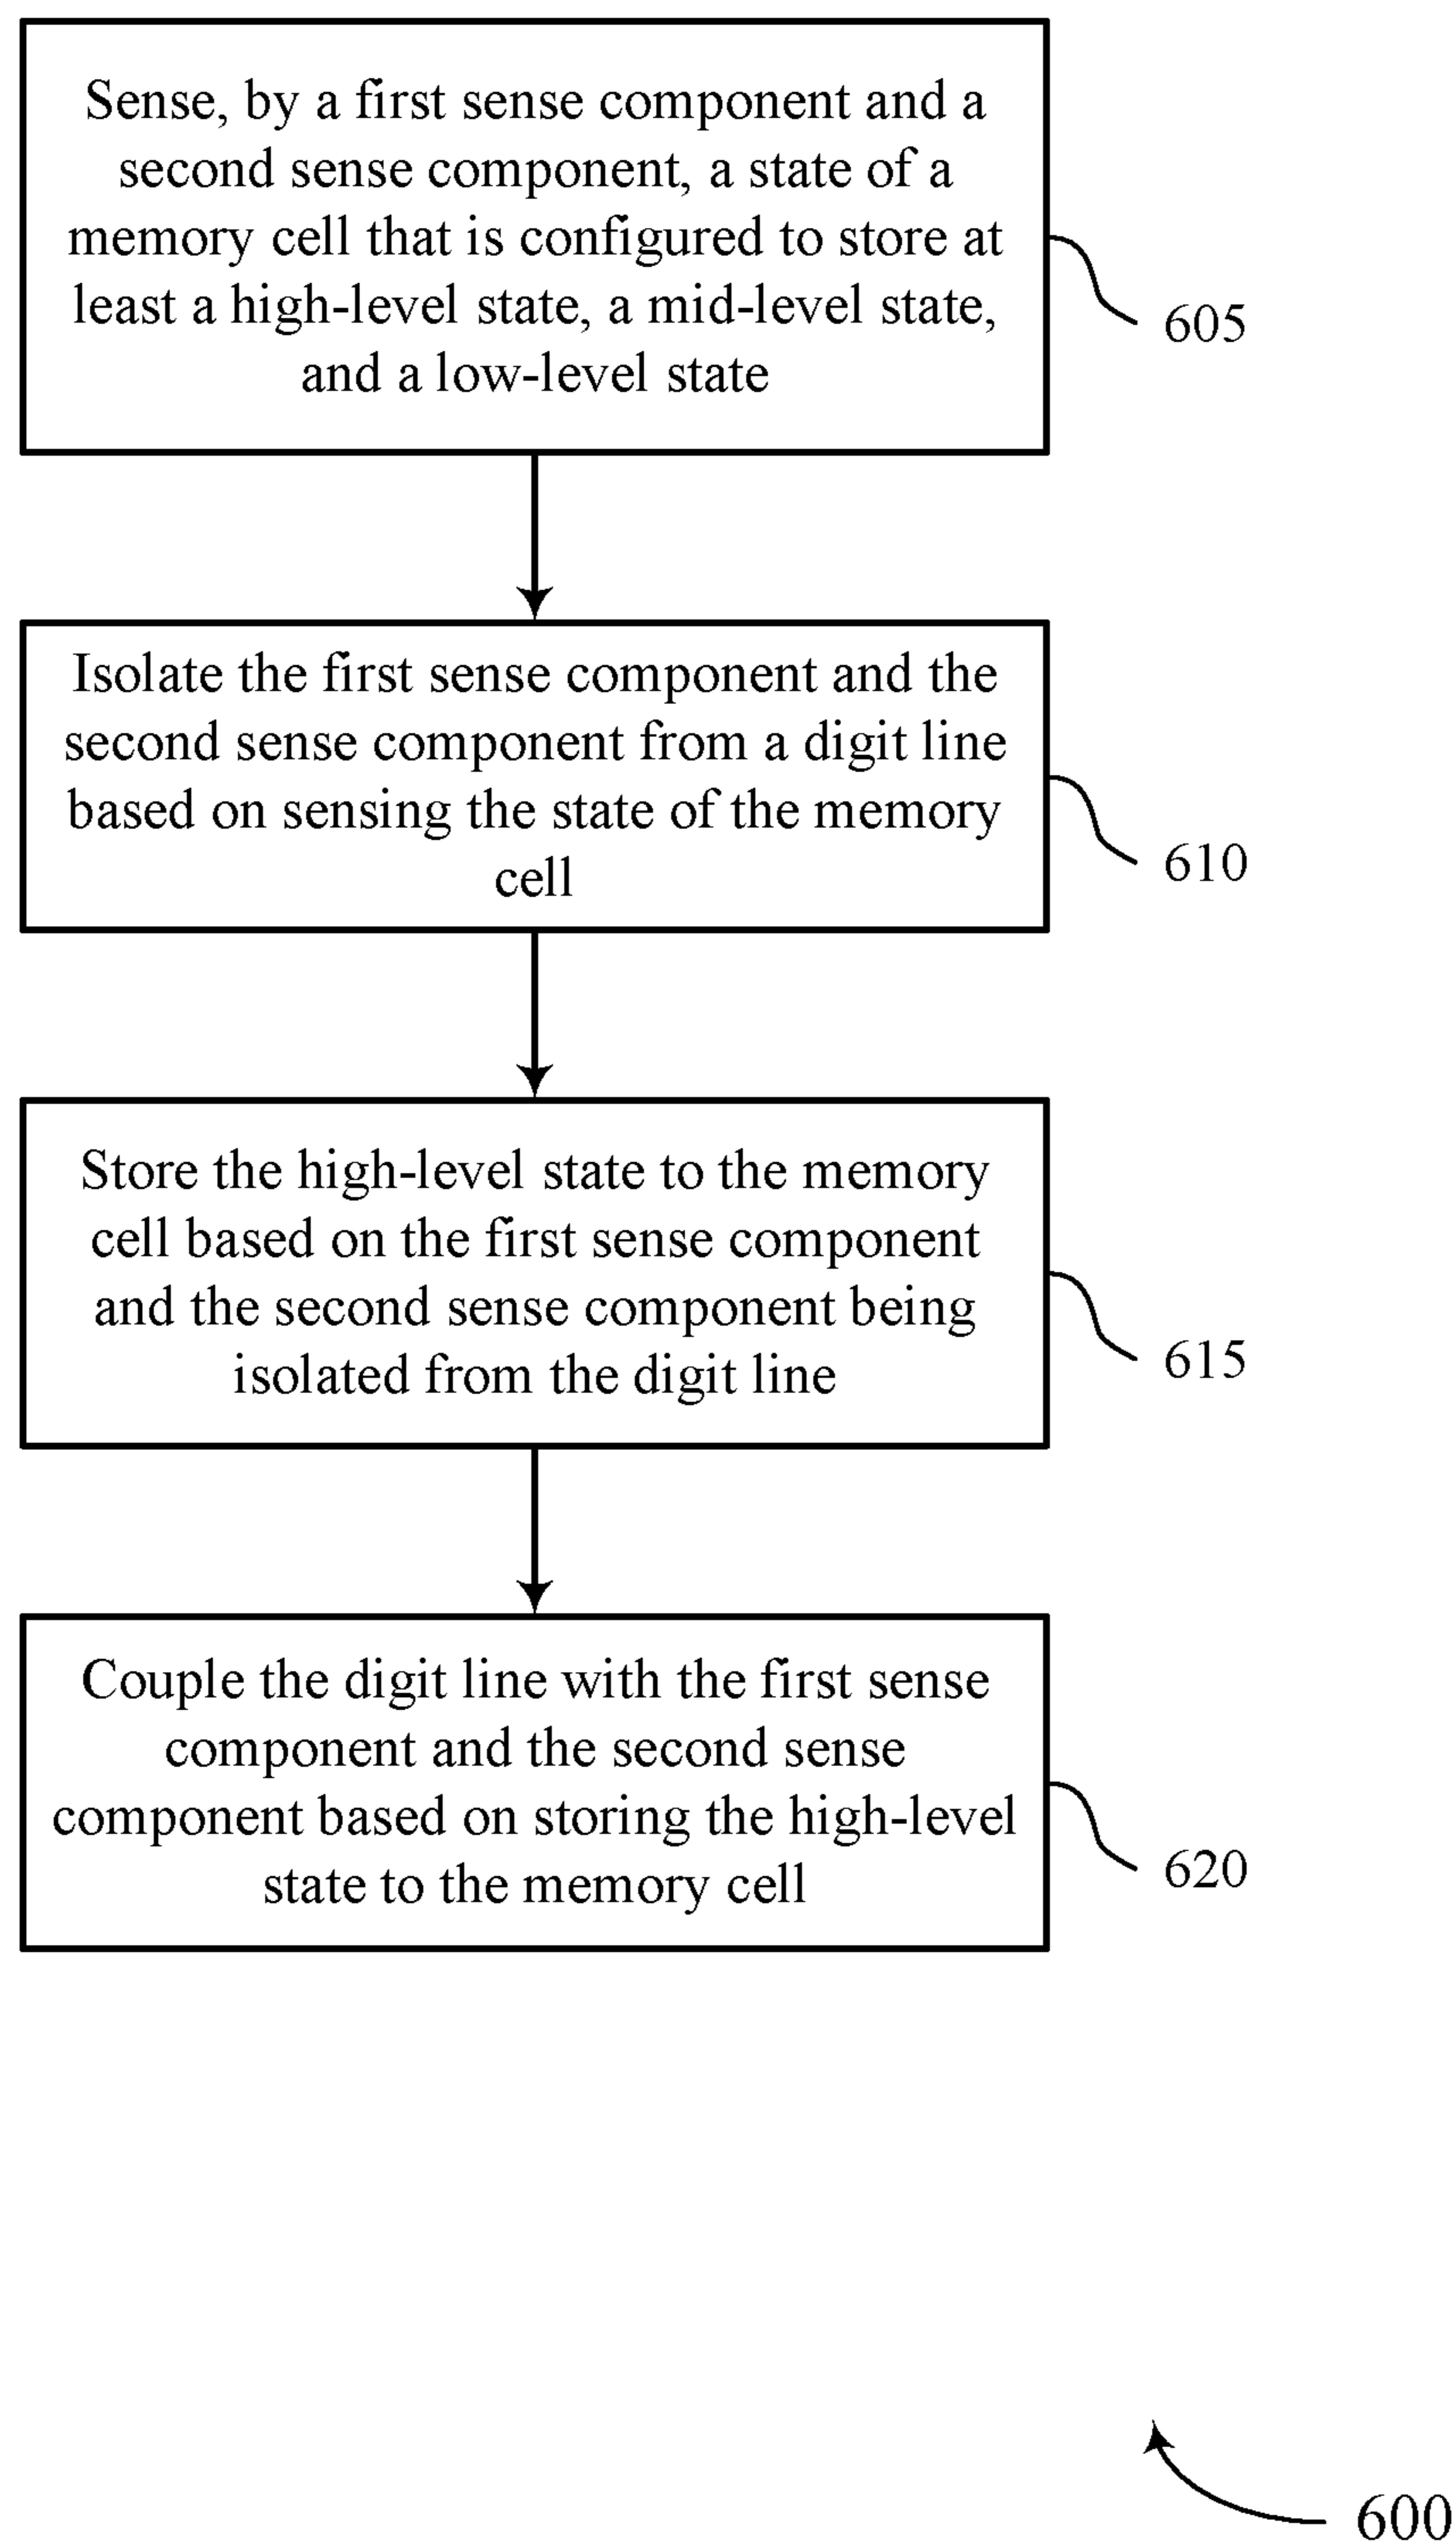 Sense, by a first sense component and a
second sense component, a state of a
memory cell that is configured to store at
least a high-level state, a mid-level state,
and a low-level state
605
Isolate the first sense component and the
second sense component from a digit line
based on sensing the state of the memory
cell
610
Store the high-level state to the memory
cell based on the first sense component
and the second sense component being
isolated from the digit line
615
Couple the digit line with the first sense
component and the second sense
component based on storing the high-level
state to the memory cell
620
600